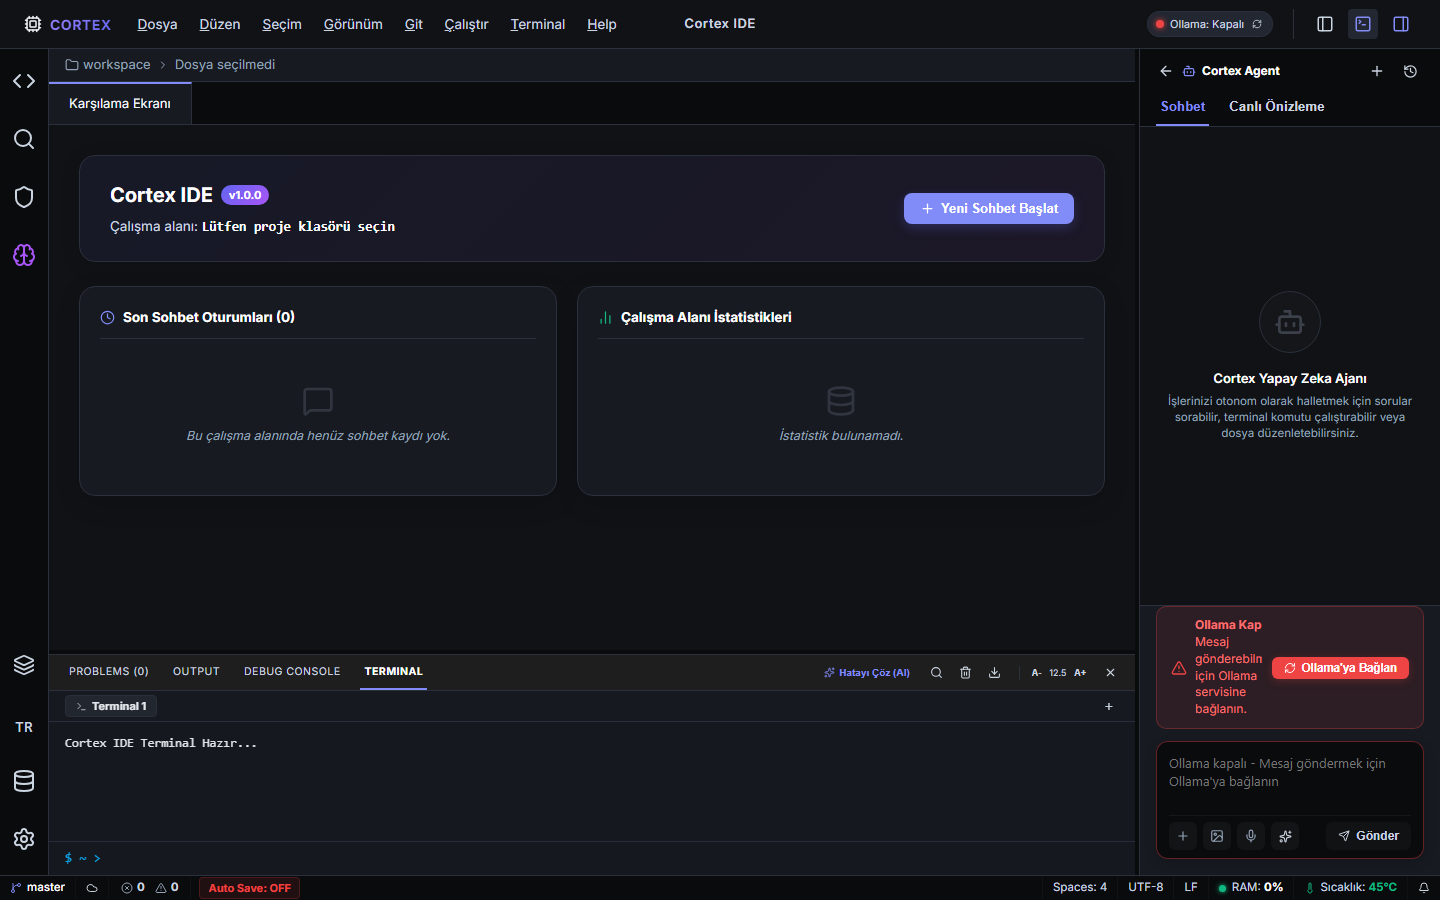 CORTEX Dosya Düzen Seçim Görünüm Git Çalıştır Terminal Help Cortex IDE Ollama: Kapalı
workspace > Dosya seçilmedi
Karşılama Ekranı
Cortex IDE v1.0.0
Çalışma alanı: Lütfen proje klasörü seçin
+ Yeni Sohbet Başlat
Son Sohbet Oturumları (0)
Bu çalışma alanında henüz sohbet kaydı yok.
Çalışma Alanı İstatistikleri
İstatistik bulunamadı.
TR
PROBLEMS (0) OUTPUT DEBUG CONSOLE TERMINAL Hatayı Çöz (AI) A- 12.5 A+
Terminal 1
Cortex IDE Terminal Hazır...
$ ~ >
Cortex Agent
Sohbet Canlı Önizleme
Cortex Yapay Zeka Ajanı
İşlerinizi otonom olarak halletmek için sorular
sorabilir, terminal komutu çalıştırabilir veya
dosya düzenletebilirsiniz.
Ollama Kap
Mesaj
gönderebilm
için Ollama
servisine
bağlanın.
Ollama'ya Bağlan
Ollama kapalı - Mesaj göndermek için
Ollama'ya bağlanın
Gönder
master 0 0 Auto Save: OFF Spaces: 4 UTF-8 LF RAM: 0% Sıcaklık: 45°C